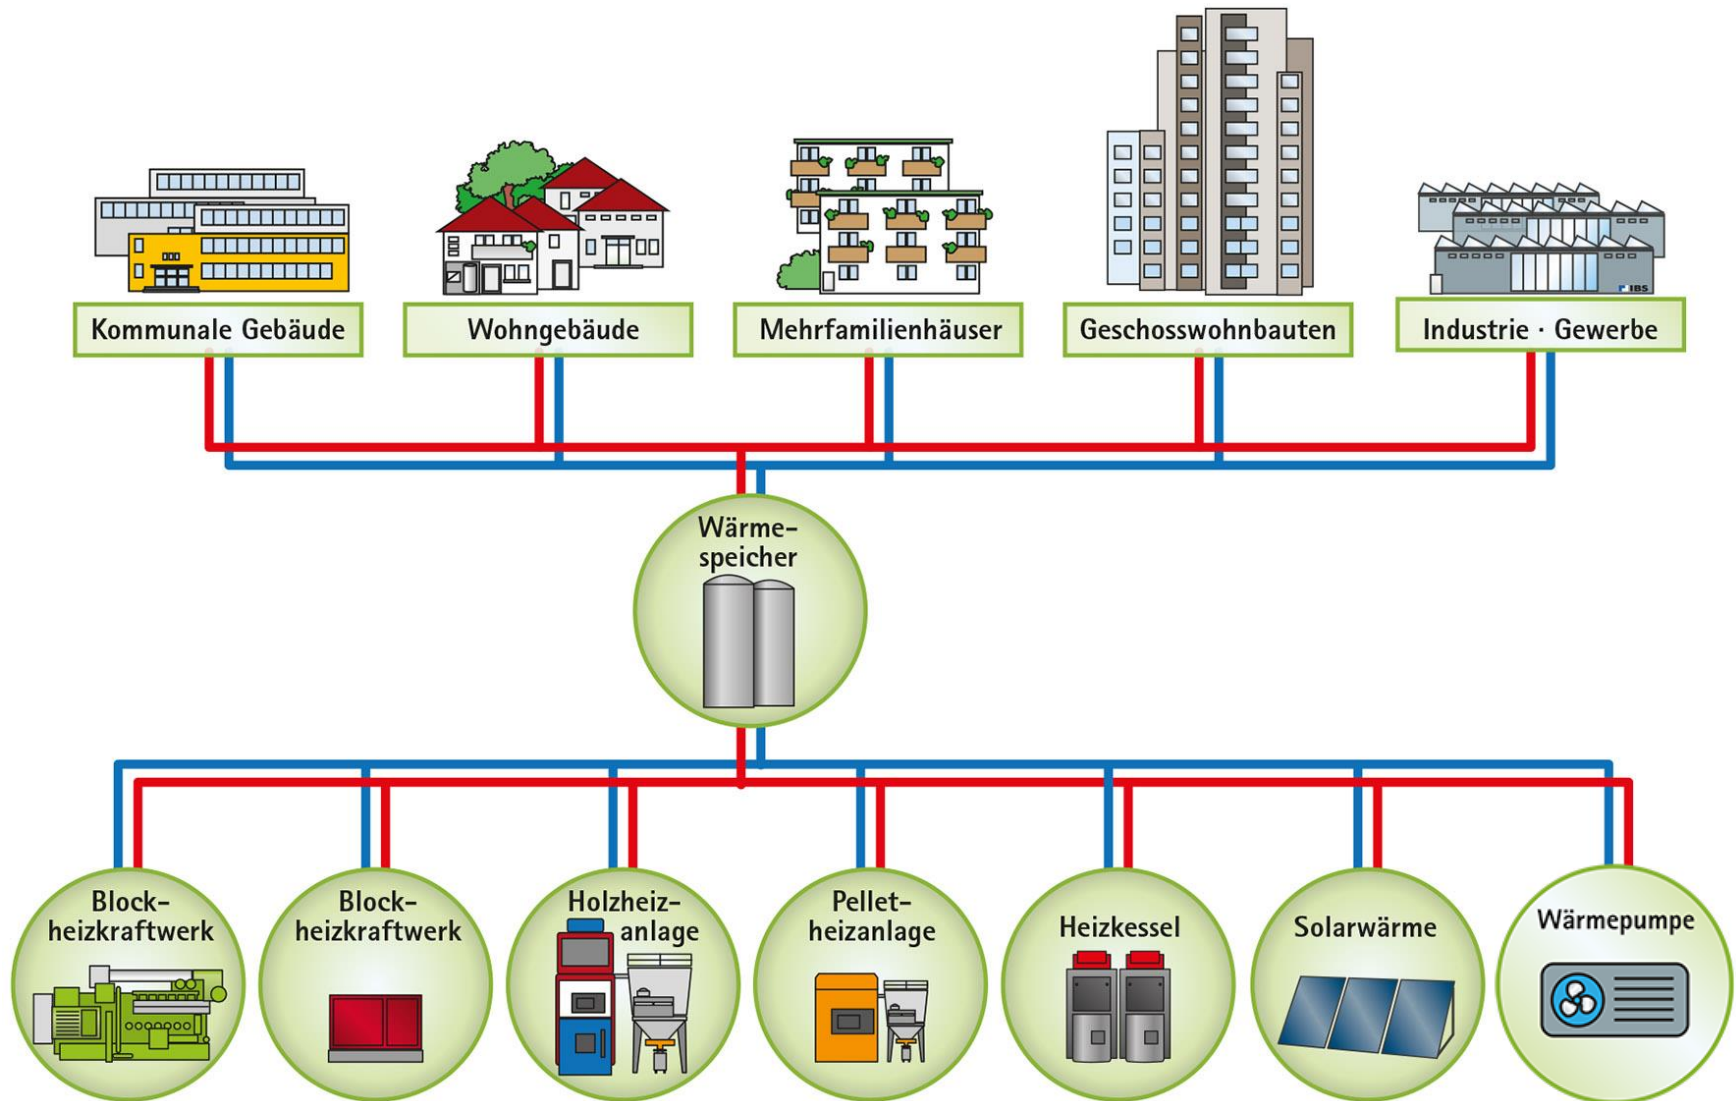 Kommunale Gebäude
Wohngebäude
Mehrfamilienhäuser
Geschosswohnbauten
Industrie · Gewerbe
IBS
Wärme-
speicher
Block-
heizkraftwerk
Block-
heizkraftwerk
Holzheiz-
anlage
Pellet-
heizanlage
Heizkessel
Solarwärme
Wärmepumpe